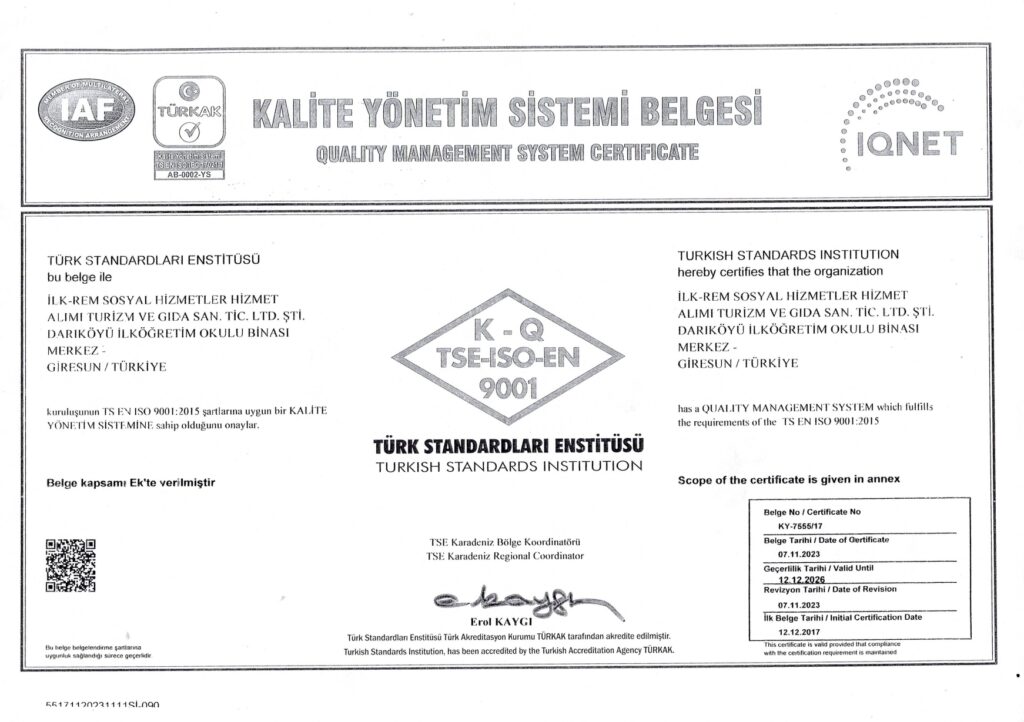 MEMBER OF MULTILATERAL
IAF
RECOGNITION ARRANGEMENT
TÜRKAK
AB-0002-YS
KALİTE YÖNETİM SİSTEMİ BELGESİ
QUALITY MANAGEMENT SYSTEM CERTIFICATE
IQNET
TÜRK STANDARDLARI ENSTİTÜSÜ
bu belge ile
İLK-REM SOSYAL HİZMETLER HİZMET
ALIMI TURİZM VE GIDA SAN. TİC. LTD. ŞTİ.
DARIKÖYÜ İLKÖĞRETİM OKULU BİNASI
MERKEZ -
GİRESUN / TÜRKİYE
kuruluşunun TS EN ISO 9001:2015 şartlarına uygun bir KALİTE
YÖNETİM SİSTEMİNE sahip olduğunu onaylar.
Belge kapsamı Ek'te verilmiştir
K - Q
TSE-ISO-EN
9001
TÜRK STANDARDLARI ENSTİTÜSÜ
TURKISH STANDARDS INSTITUTION
TURKISH STANDARDS INSTITUTION
hereby certifies that the organization
İLK-REM SOSYAL HİZMETLER HİZMET
ALIMI TURİZM VE GIDA SAN. TİC. LTD. ŞTİ.
DARIKÖYÜ İLKÖĞRETİM OKULU BİNASI
MERKEZ -
GİRESUN / TÜRKİYE
has a QUALITY MANAGEMENT SYSTEM which fulfills
the requirements of the TS EN ISO 9001:2015
Scope of the certificate is given in annex
Belge No / Certificate No
KY-7555/17
Belge Tarihi / Date of Certificate
07.11.2023
Geçerlilik Tarihi / Valid Until
12.12.2026
Revizyon Tarihi / Date of Revision
07.11.2023
İlk Belge Tarihi / Initial Certification Date
12.12.2017
This certificate is valid provided that compliance
with the certification requirement is maintained
TSE Karadeniz Bölge Koordinatörü
TSE Karadeniz Regional Coordinator
Erol KAYGI
Türk Standardları Enstitüsü Türk Akreditasyon Kurumu TÜRKAK tarafından akredite edilmiştir.
Turkish Standards Institution, has been accredited by the Turkish Accreditation Agency TÜRKAK.
Bu belge belgelendirme şartlarına
uygunluk sağlandığı sürece geçerlidir